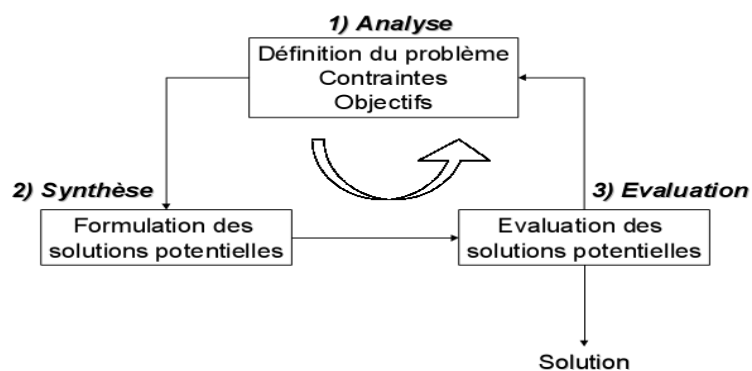 1) Analyse
Définition du problème
Contraintes
Objectifs
2) Synthèse
Formulation des
solutions potentielles
3) Evaluation
Evaluation des
solutions potentielles
Solution